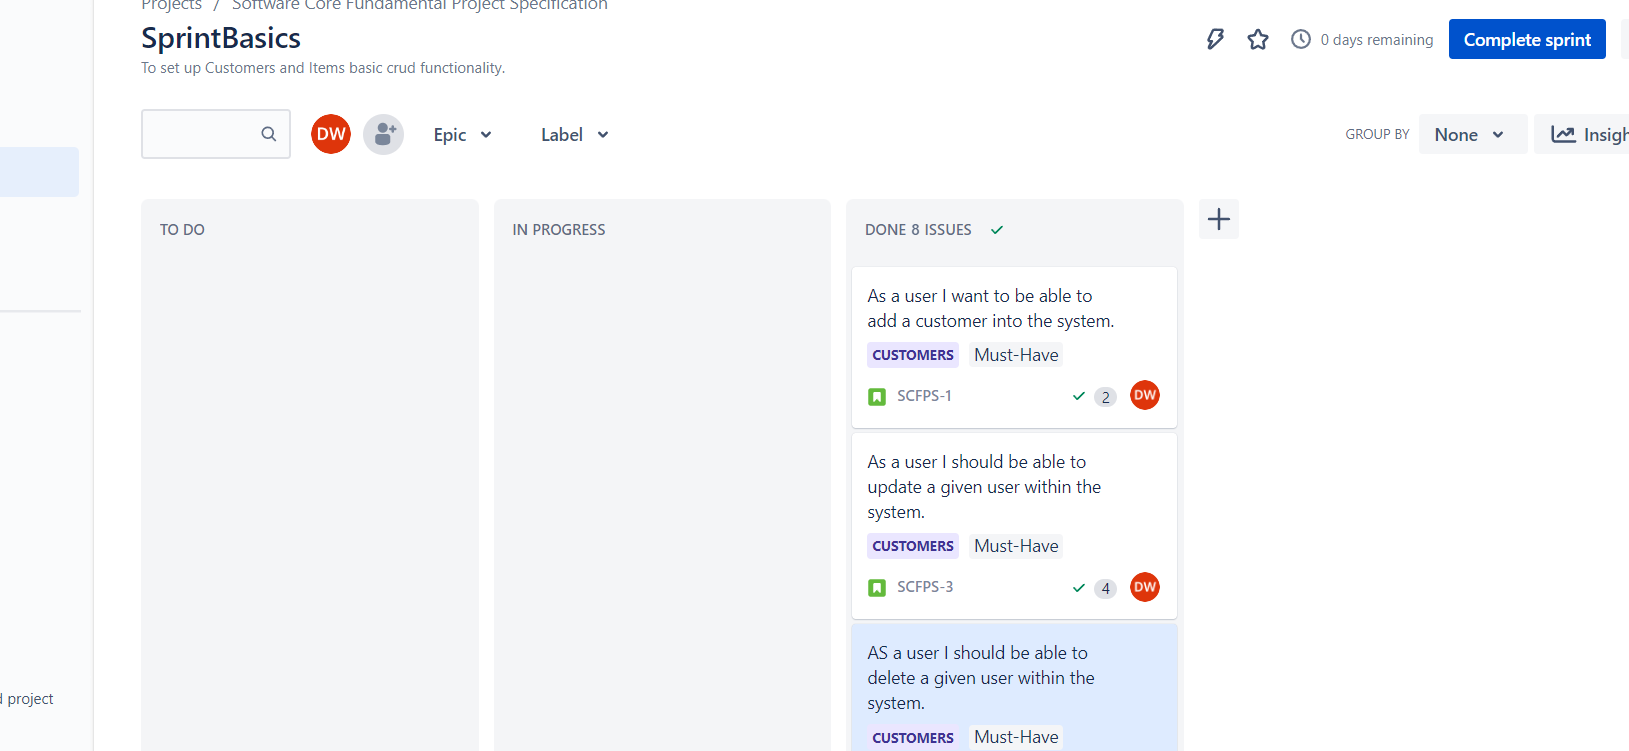 Projects / Software Core Fundamental Project Specification
SprintBasics
0 days remaining
Complete sprint
To set up Customers and Items basic crud functionality.
DW
Epic
Label
GROUP BY
None
Insigh
TO DO
IN PROGRESS
DONE 8 ISSUES
As a user I want to be able to
add a customer into the system.
CUSTOMERS Must-Have
SCFPS-1
2
DW
As a user I should be able to
update a given user within the
system.
CUSTOMERS Must-Have
SCFPS-3
4
DW
AS a user I should be able to
delete a given user within the
system.
CUSTOMERS Must-Have
d project